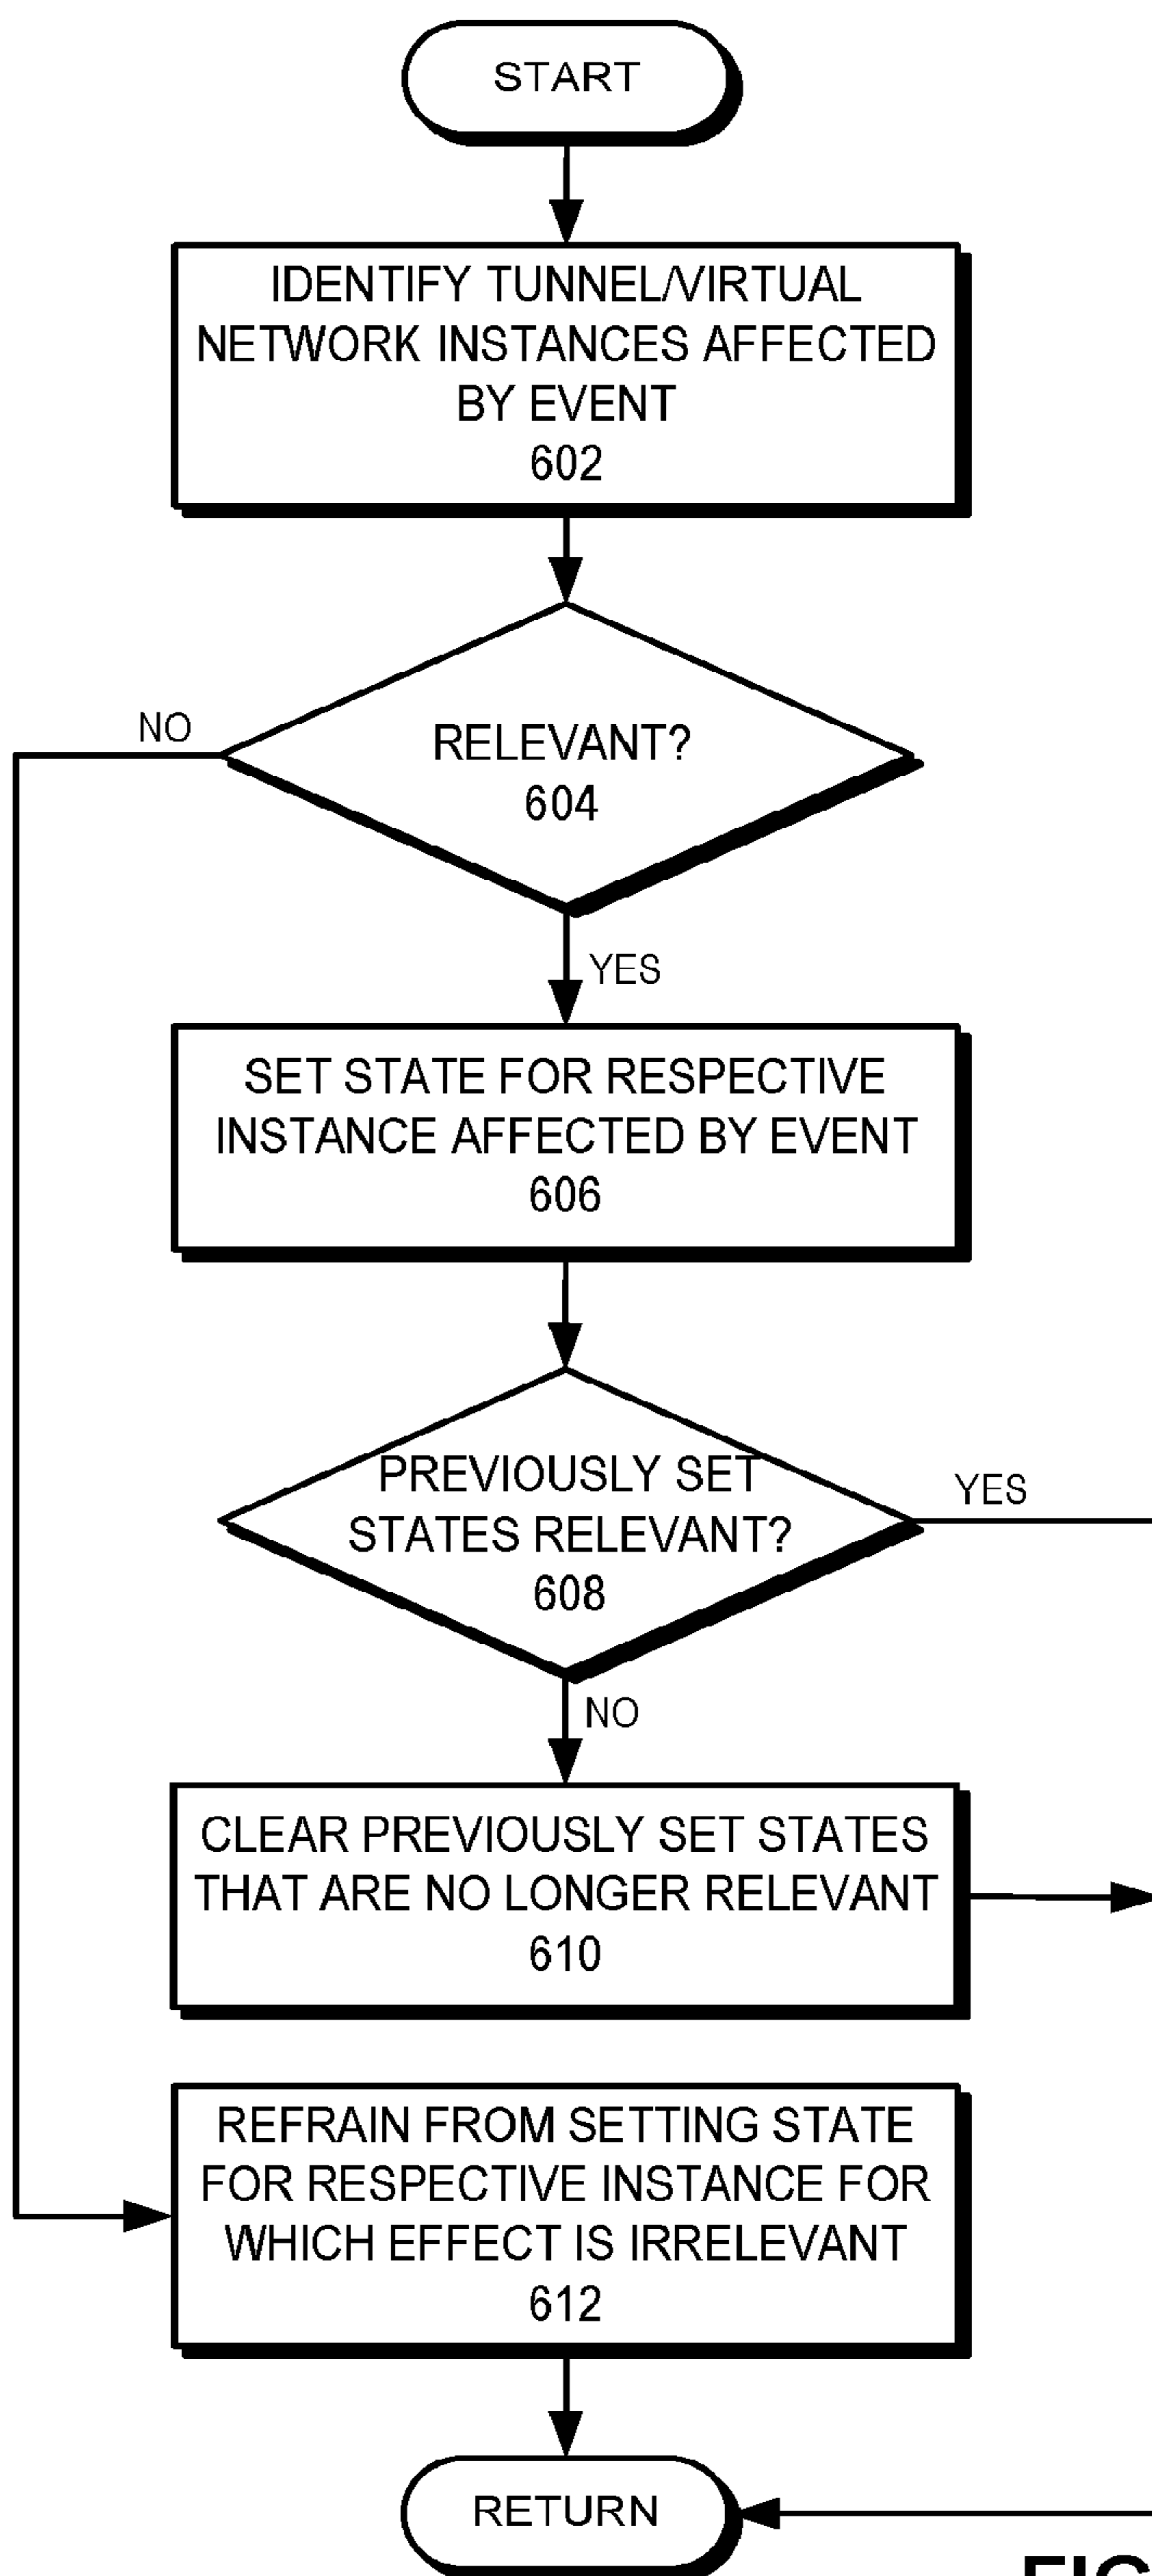 START
IDENTIFY TUNNEL/VIRTUAL
NETWORK INSTANCES AFFECTED
BY EVENT
602
NO
RELEVANT?
604
YES
SET STATE FOR RESPECTIVE
INSTANCE AFFECTED BY EVENT
606
PREVIOUSLY SET
STATES RELEVANT?
608
YES
NO
CLEAR PREVIOUSLY SET STATES
THAT ARE NO LONGER RELEVANT
610
REFRAIN FROM SETTING STATE
FOR RESPECTIVE INSTANCE FOR
WHICH EFFECT IS IRRELEVANT
612
RETURN